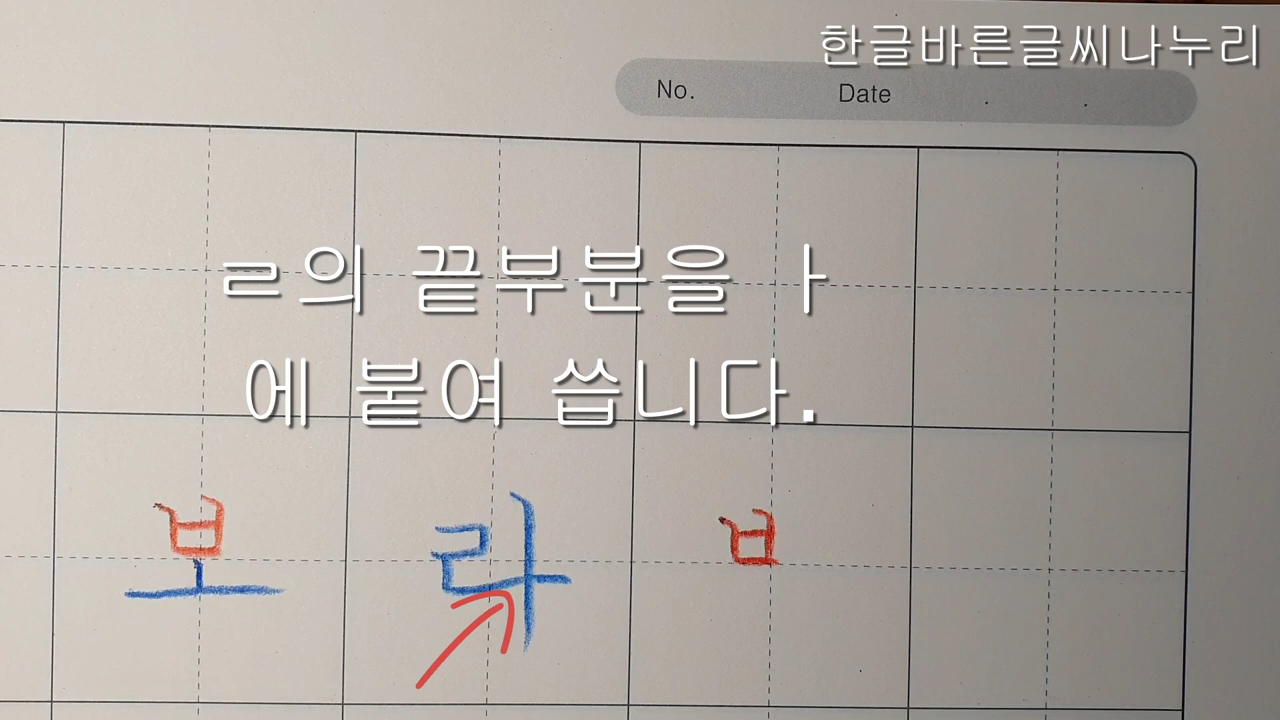 한글바른글씨나누리
No. Date . .
ㄹ의 끝부분을 ㅏ
에 붙여 씁니다.
보 라 ㅂ